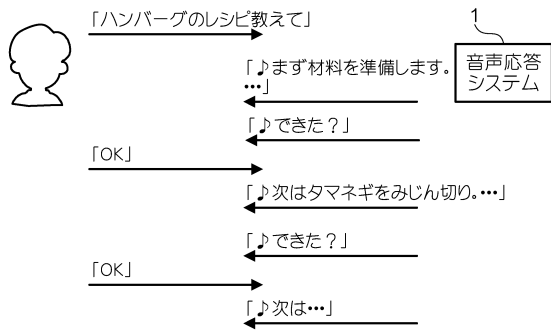 「ハンバーグのレシピ教えて」
1
音声応答
システム
「♪まず材料を準備します。
･･･」
「♪できた？」
「OK」
「♪次はタマネギをみじん切り。･･･」
「♪できた？」
「OK」
「♪次は･･･」